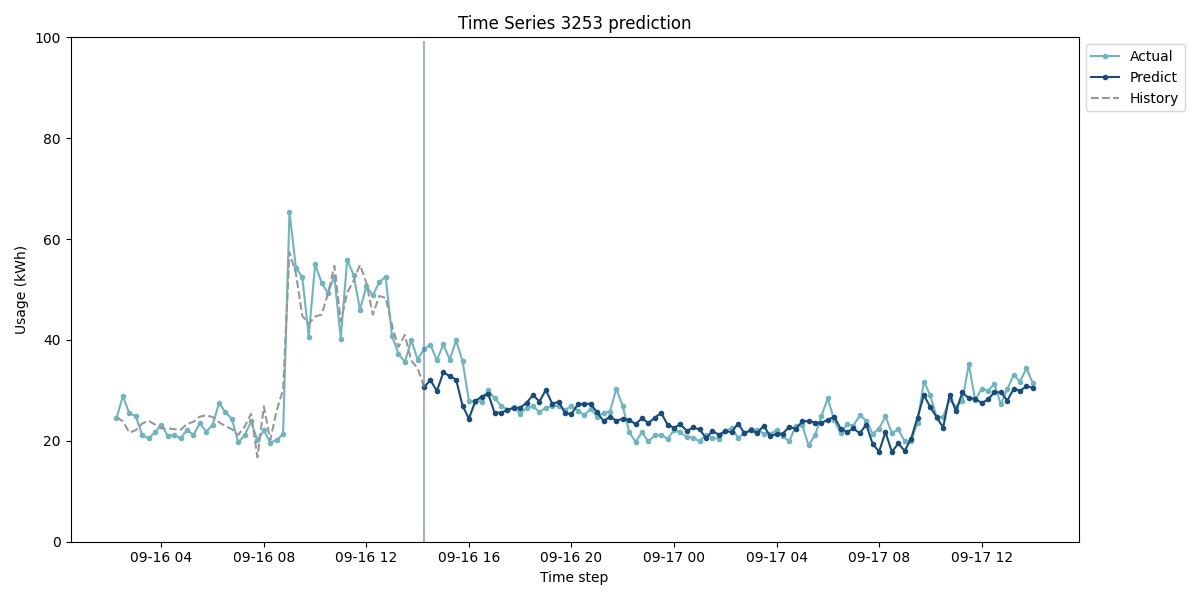 Time Series 3253 prediction
Usage (kWh)
100
80
60
40
20
0
09-16 04
09-16 08
09-16 12
09-16 16
09-16 20
09-17 00
09-17 04
09-17 08
09-17 12
Time step
Actual
Predict
History